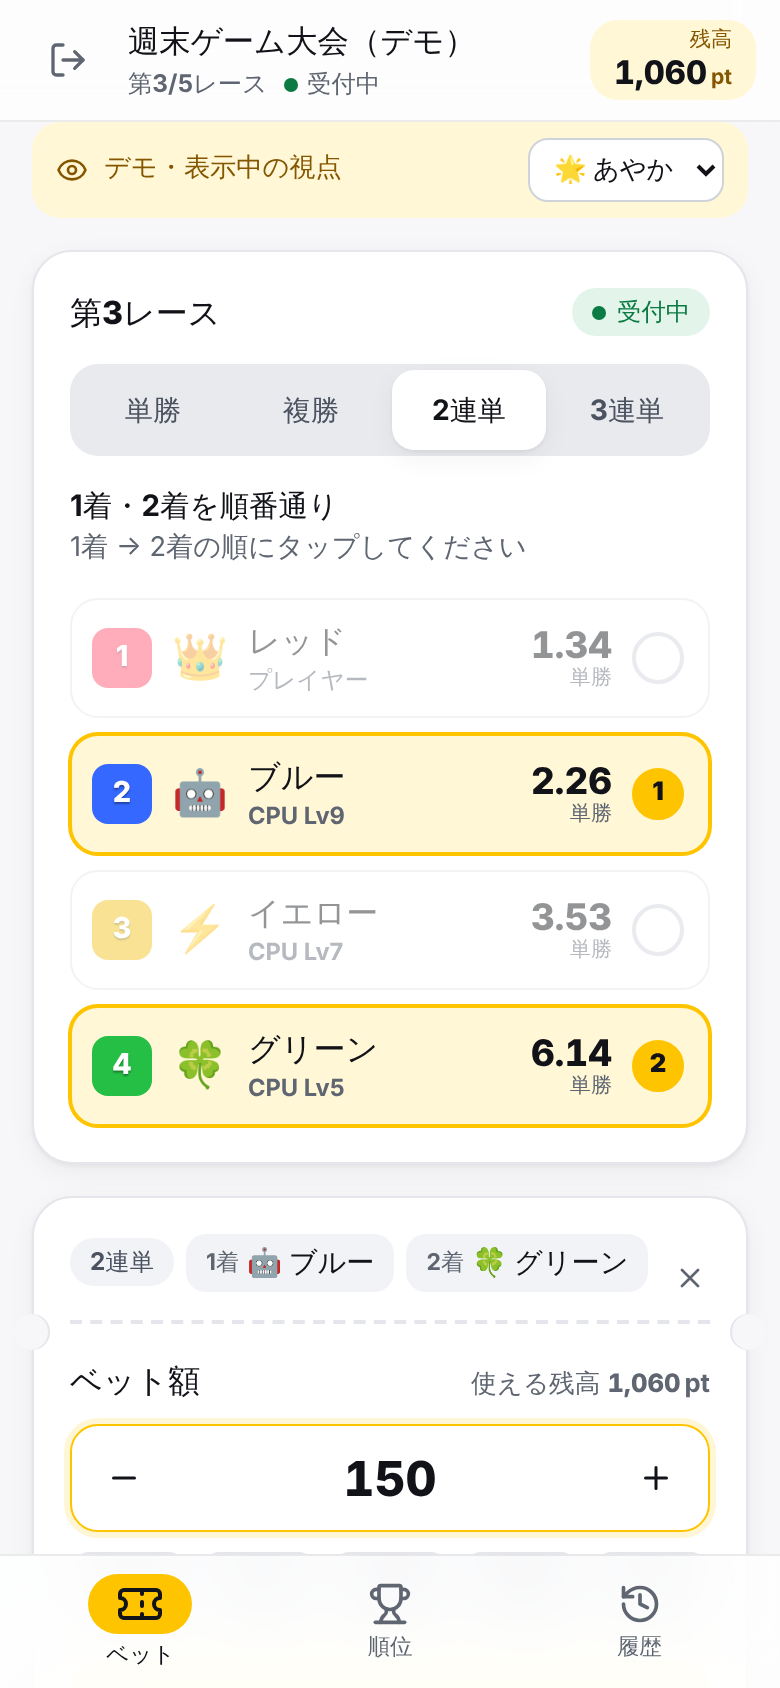 週末ゲーム大会（デモ）
第3/5レース ● 受付中
残高
1,060 pt
デモ・表示中の視点
🌟 あやか
第3レース
● 受付中
単勝 複勝 2連単 3連単
1着・2着を順番通り
1着 → 2着の順にタップしてください
1 👑 レッド 1.34
プレイヤー 単勝
2 🤖 ブルー 2.26 1
CPU Lv9 単勝
3 ⚡ イエロー 3.53
CPU Lv7 単勝
4 🍀 グリーン 6.14 2
CPU Lv5 単勝
2連単 1着 🤖 ブルー 2着 🍀 グリーン ×
ベット額 使える残高 1,060 pt
− 150 +
ベット 順位 履歴